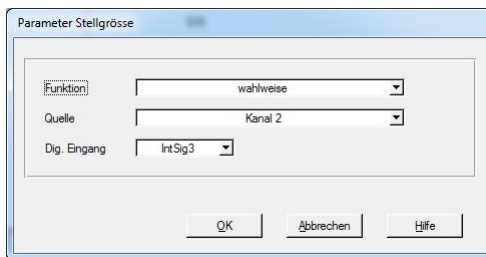 Parameter Stellgrösse
Funktion wahlweise
Quelle Kanal 2
Dig. Eingang IntSig3
OK Abbrechen Hilfe